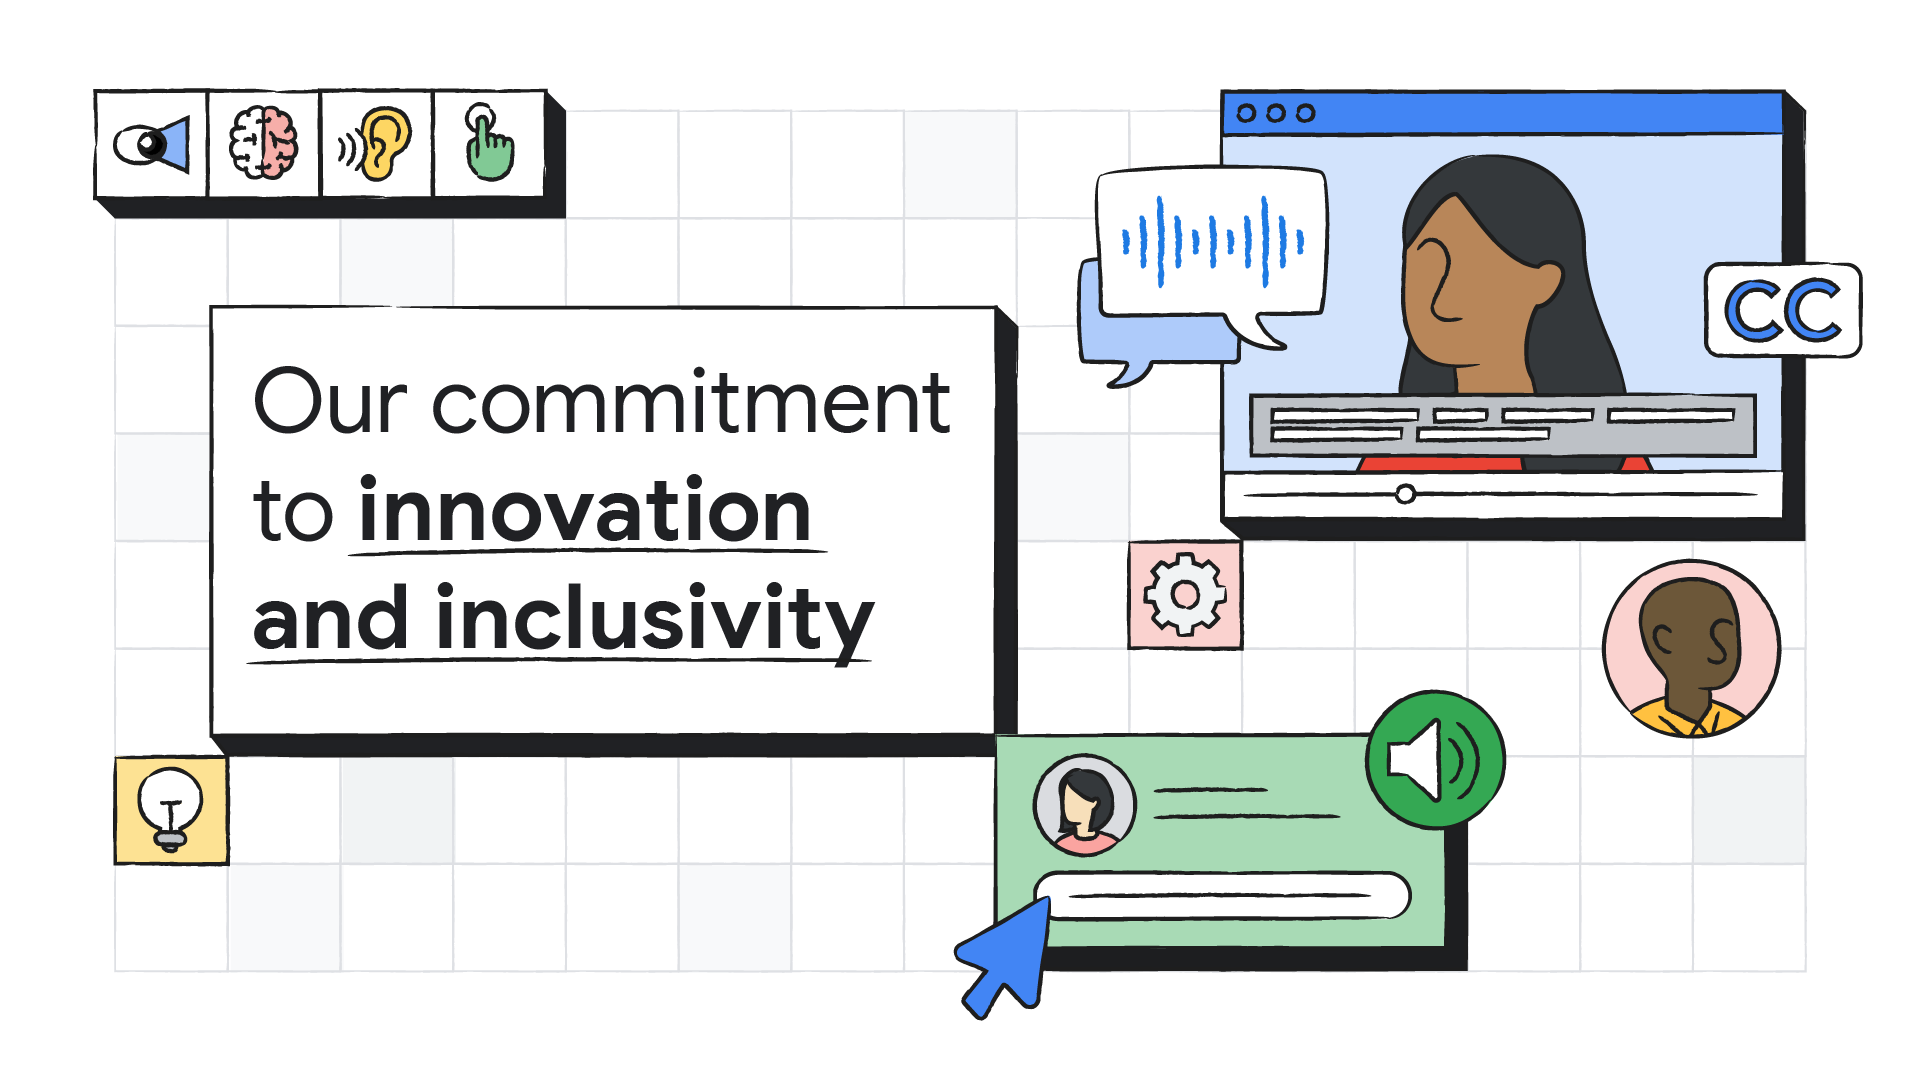 Our commitment
to innovation
and inclusivity
CC